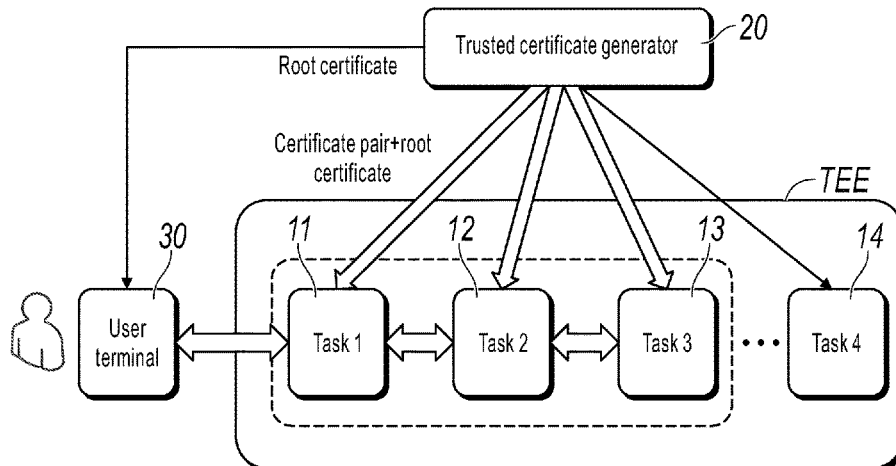 20
Trusted certificate generator
Root certificate
Certificate pair+root
certificate
TEE
30
11
12
13
14
User
terminal
Task 1
Task 2
Task 3
Task 4